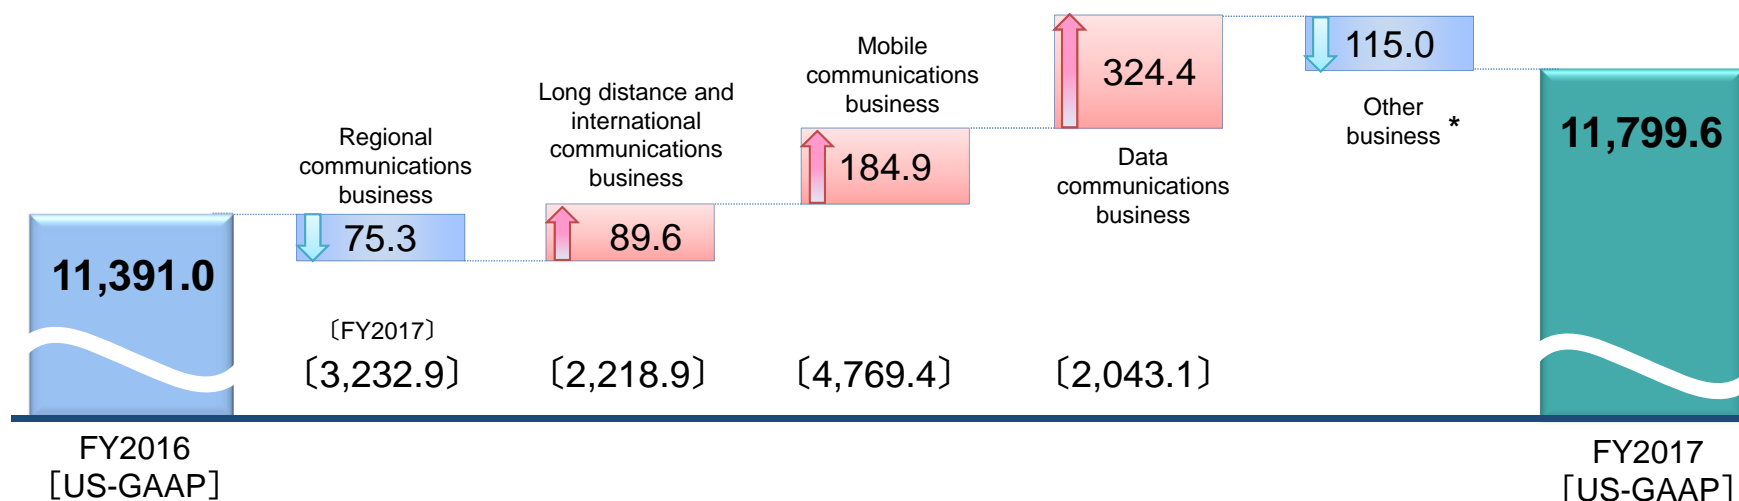 115.0
Mobile
communications
business
324.4
Long distance and
international
communications
business
Other
business *
11,799.6
Regional
communications
business
184.9
Data
communications
business
75.3
89.6
11,391.0
〔FY2017〕
〔3,232.9〕
〔2,218.9〕
〔4,769.4〕
〔2,043.1〕
FY2016
［US-GAAP］
FY2017
［US-GAAP］